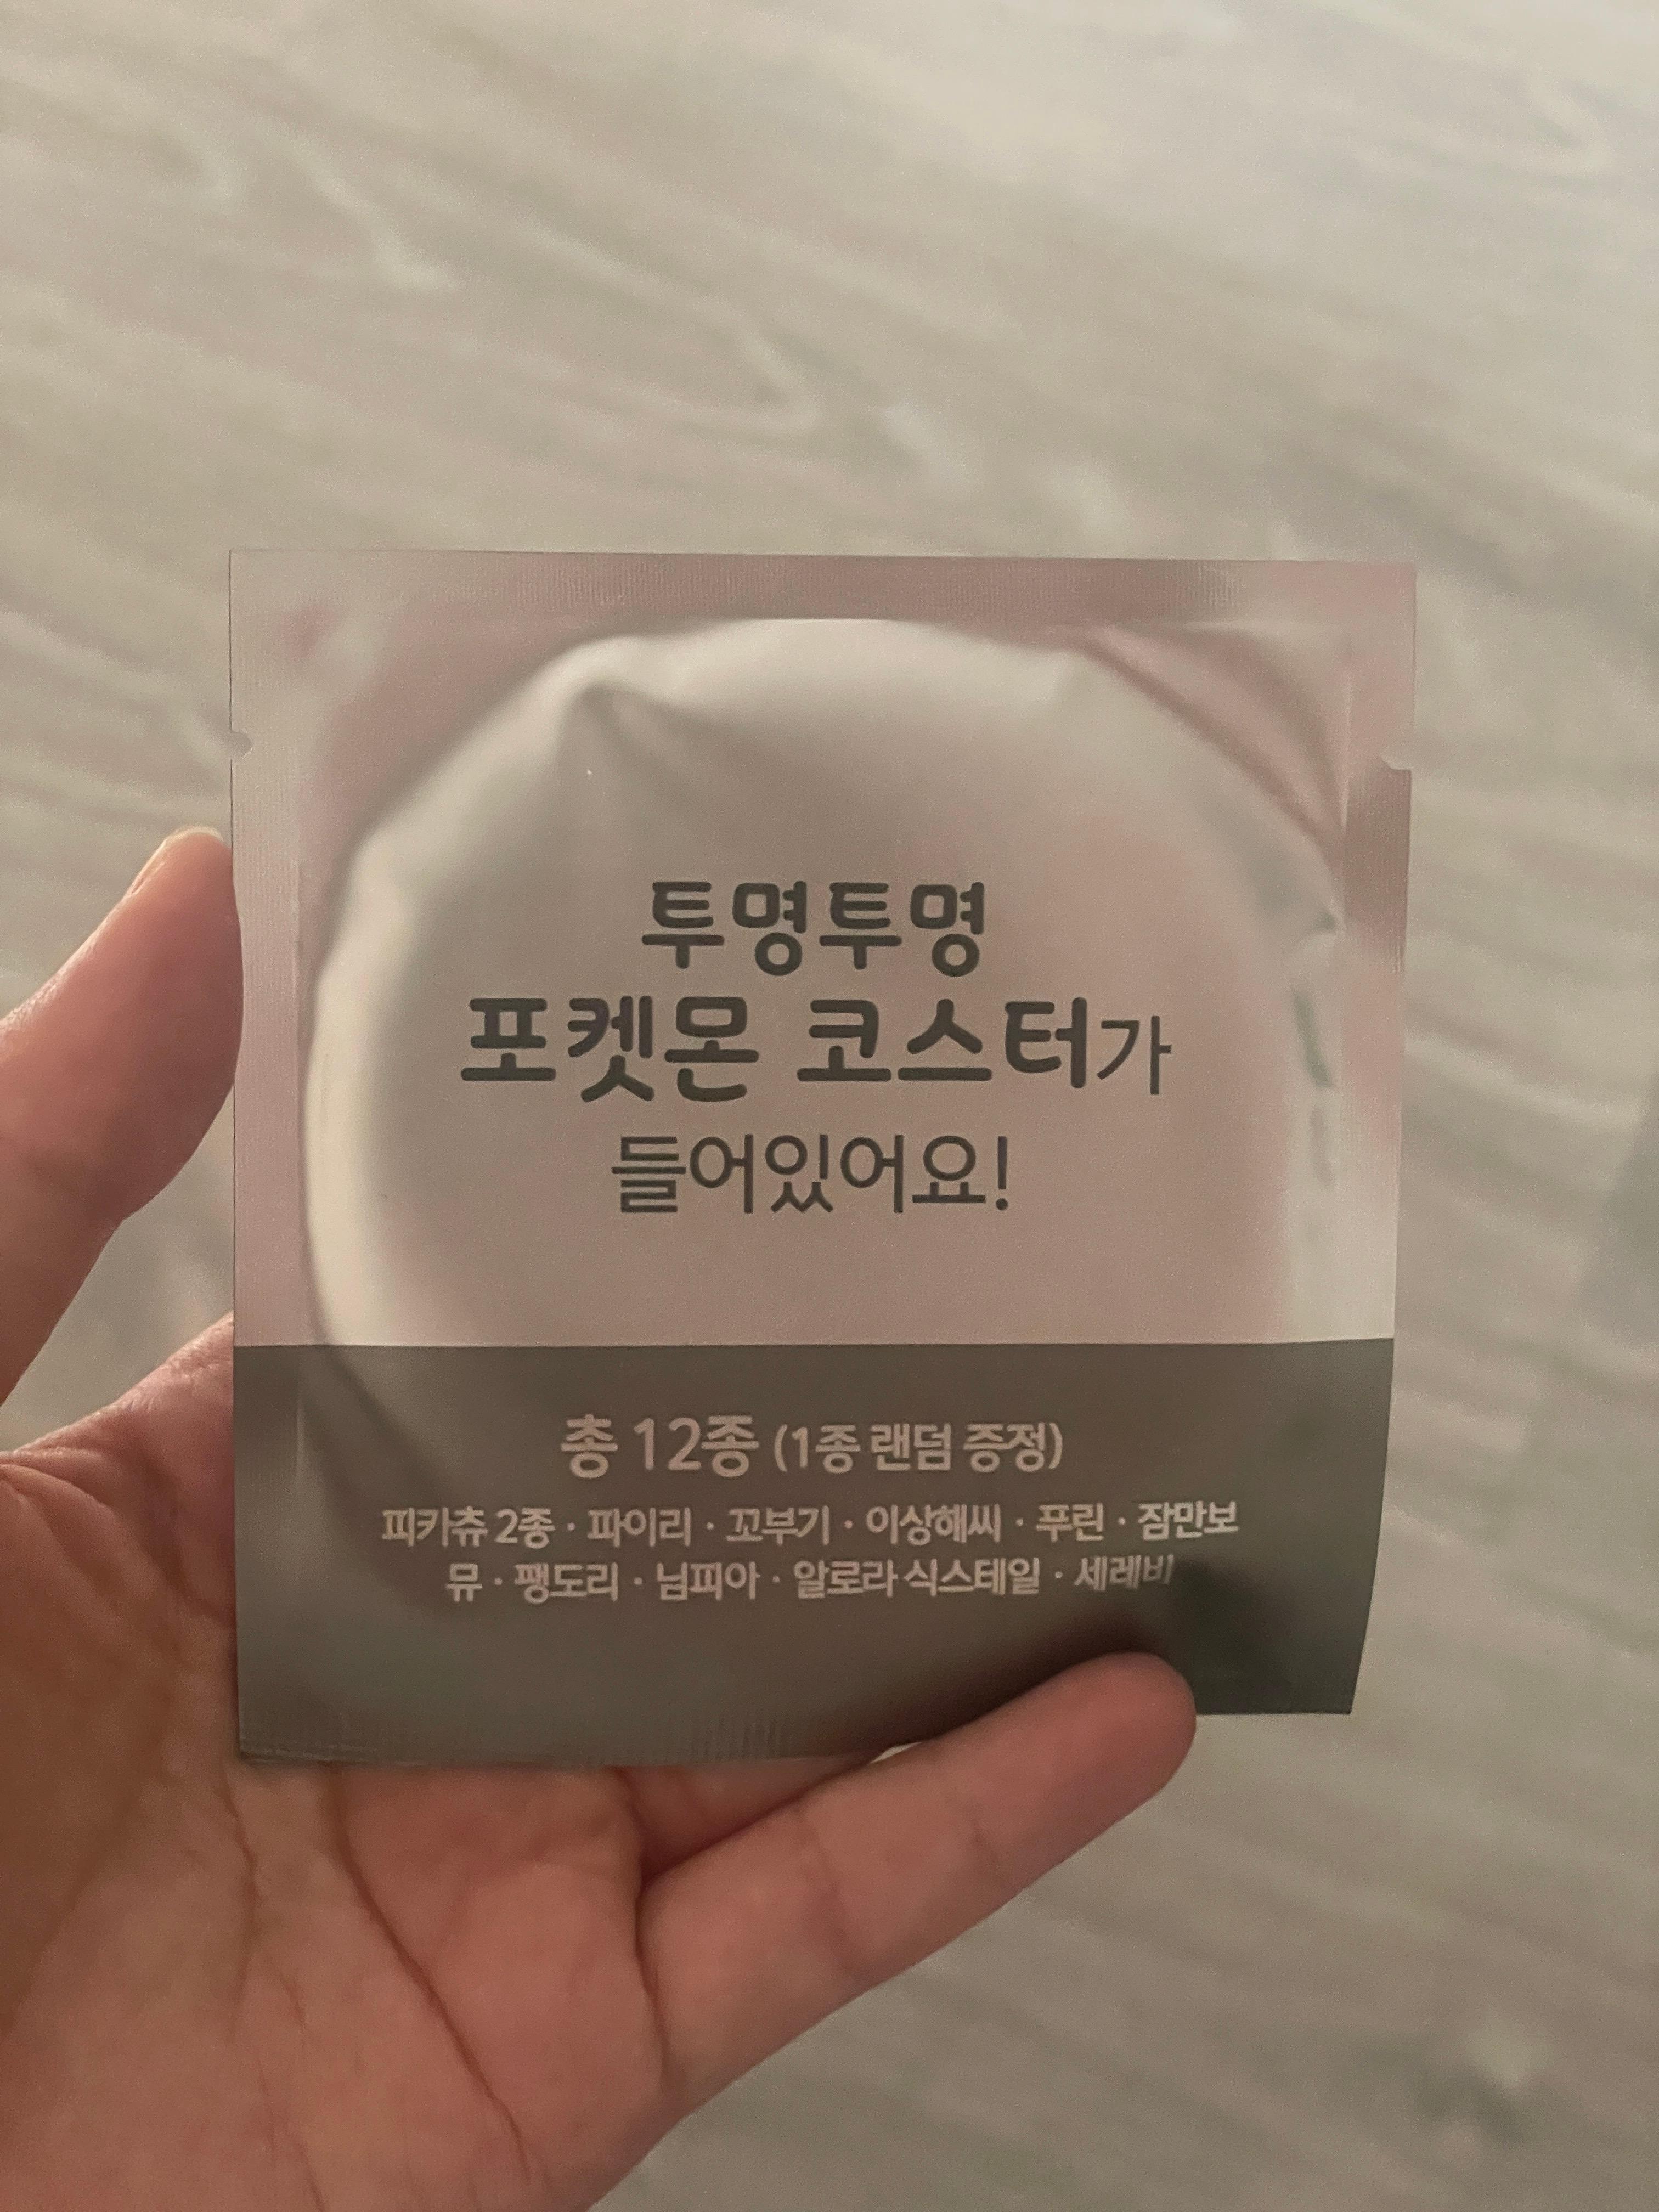 투명투명
포켓몬 코스터가
들어있어요!
총 12종 (1종 랜덤 증정)
피카츄 2종 · 파이리 · 꼬부기 · 이상해씨 · 푸린 · 잠만보
뮤 · 팽도리 · 님피아 · 알로라 식스테일 · 세레비